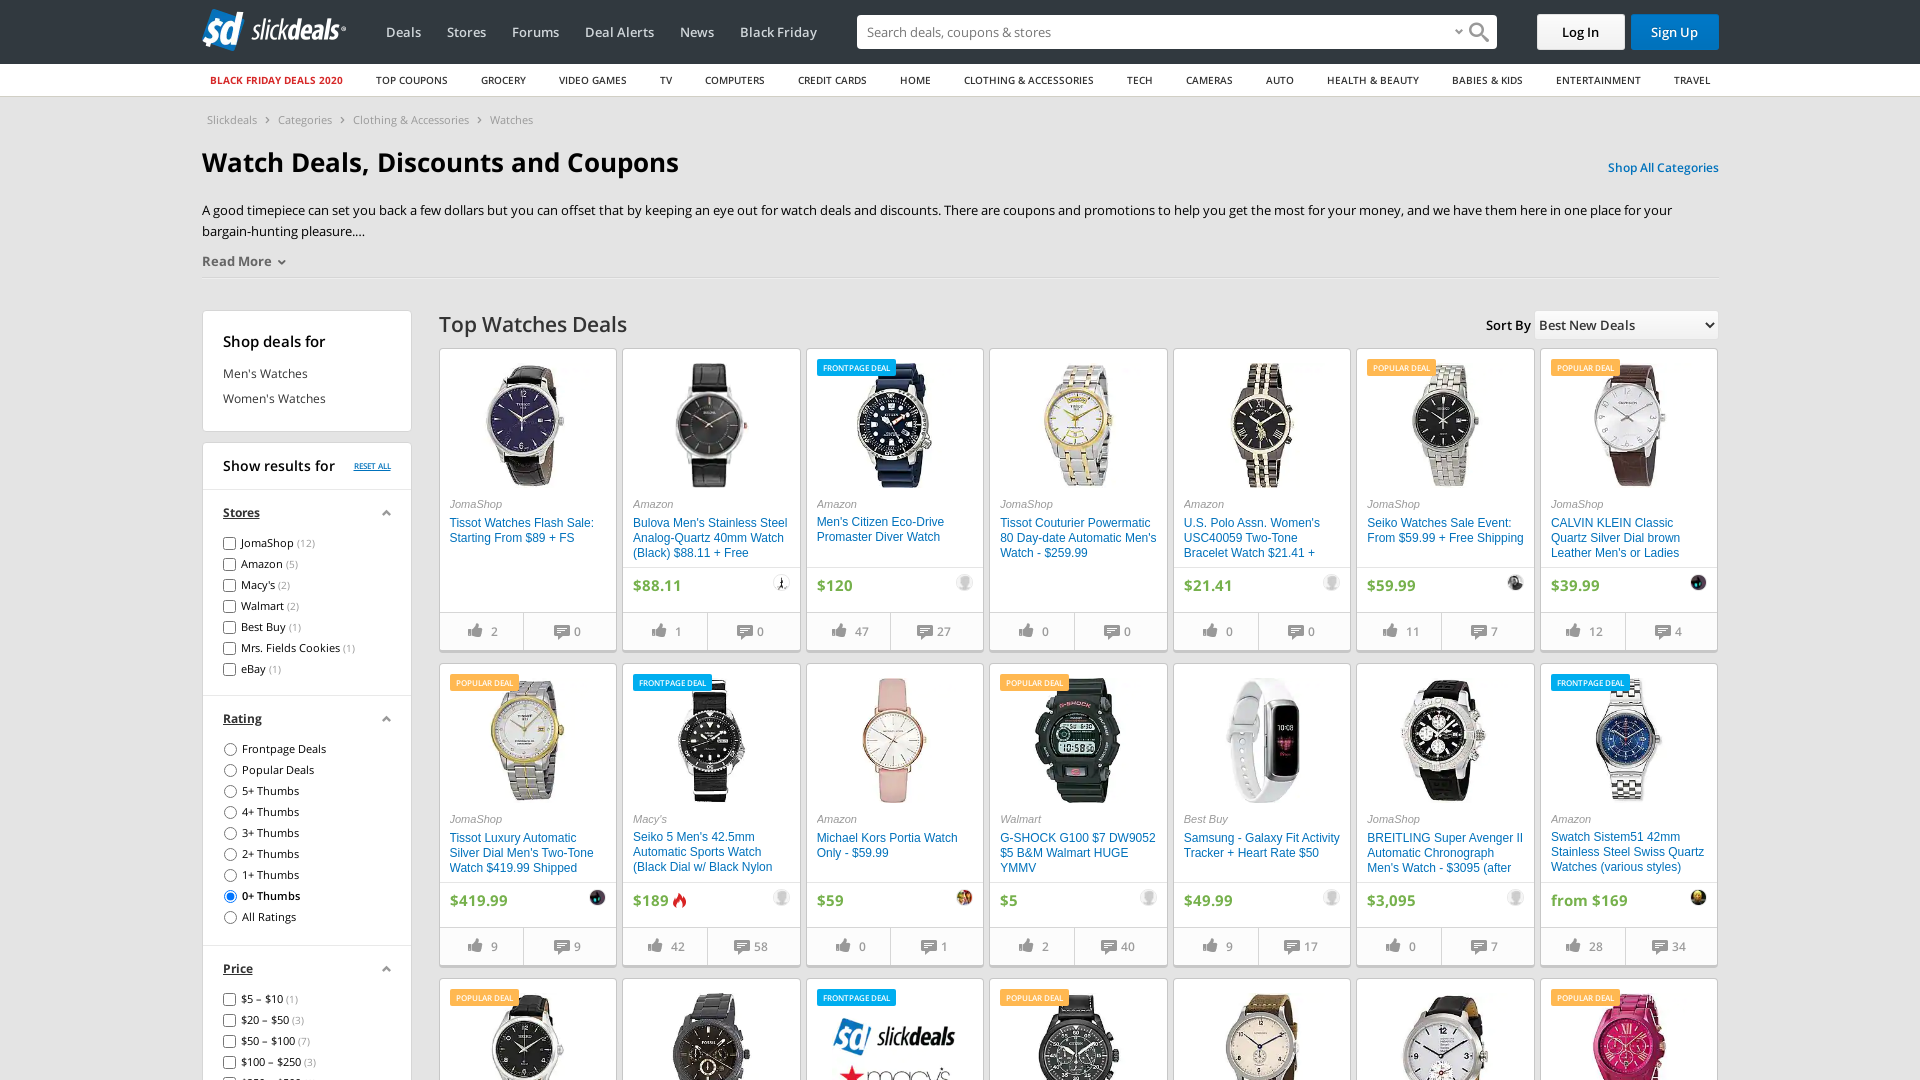 sd slickdeals
Deals
Stores
Forums
Deal Alerts
News
Black Friday
Search deals, coupons & stores
Log In
Sign Up
BLACK FRIDAY DEALS 2020
TOP COUPONS
GROCERY
VIDEO GAMES
TV
COMPUTERS
CREDIT CARDS
HOME
CLOTHING & ACCESSORIES
TECH
CAMERAS
AUTO
HEALTH & BEAUTY
BABIES & KIDS
ENTERTAINMENT
TRAVEL
Slickdeals > Categories > Clothing & Accessories > Watches
Watch Deals, Discounts and Coupons
Shop All Categories
A good timepiece can set you back a few dollars but you can offset that by keeping an eye out for watch deals and discounts. There are coupons and promotions to help you get the most for your money, and we have them here in one place for your
bargain-hunting pleasure....
Read More
Shop deals for
Men's Watches
Women's Watches
Show results for
RESET ALL
Stores
JomaShop (12)
Amazon (5)
Macy's (2)
Walmart (2)
Best Buy (1)
Mrs. Fields Cookies (1)
eBay (1)
Rating
Frontpage Deals
Popular Deals
5+ Thumbs
4+ Thumbs
3+ Thumbs
2+ Thumbs
1+ Thumbs
0+ Thumbs
All Ratings
Price
$5 – $10 (1)
$20 – $50 (3)
$50 – $100 (7)
$100 – $250 (3)
Top Watches Deals
Sort By
Best New Deals
JomaShop
Tissot Watches Flash Sale:
Starting From $89 + FS
2
0
Amazon
Bulova Men's Stainless Steel
Analog-Quartz 40mm Watch
(Black) $88.11 + Free
$88.11
1
0
FRONTPAGE DEAL
Amazon
Men's Citizen Eco-Drive
Promaster Diver Watch
$120
47
27
JomaShop
Tissot Couturier Powermatic
80 Day-date Automatic Men's
Watch - $259.99
0
0
Amazon
U.S. Polo Assn. Women's
USC40059 Two-Tone
Bracelet Watch $21.41 +
$21.41
0
0
POPULAR DEAL
JomaShop
Seiko Watches Sale Event:
From $59.99 + Free Shipping
$59.99
11
7
POPULAR DEAL
JomaShop
CALVIN KLEIN Classic
Quartz Silver Dial brown
Leather Men's or Ladies
$39.99
12
4
POPULAR DEAL
JomaShop
Tissot Luxury Automatic
Silver Dial Men's Two-Tone
Watch $419.99 Shipped
$419.99
9
9
FRONTPAGE DEAL
Macy's
Seiko 5 Men's 42.5mm
Automatic Sports Watch
(Black Dial w/ Black Nylon
$189
42
58
Amazon
Michael Kors Portia Watch
Only - $59.99
$59
0
1
POPULAR DEAL
G-SHOCK
Walmart
G-SHOCK G100 $7 DW9052
$5 B&M Walmart HUGE
YMMV
$5
2
40
Best Buy
Samsung - Galaxy Fit Activity
Tracker + Heart Rate $50
$49.99
9
17
JomaShop
BREITLING Super Avenger II
Automatic Chronograph
Men's Watch - $3095 (after
$3,095
0
7
FRONTPAGE DEAL
Amazon
Swatch Sistem51 42mm
Stainless Steel Swiss Quartz
Watches (various styles)
from $169
28
34
POPULAR DEAL
FRONTPAGE DEAL
sd slickdeals
macy's
POPULAR DEAL
POPULAR DEAL